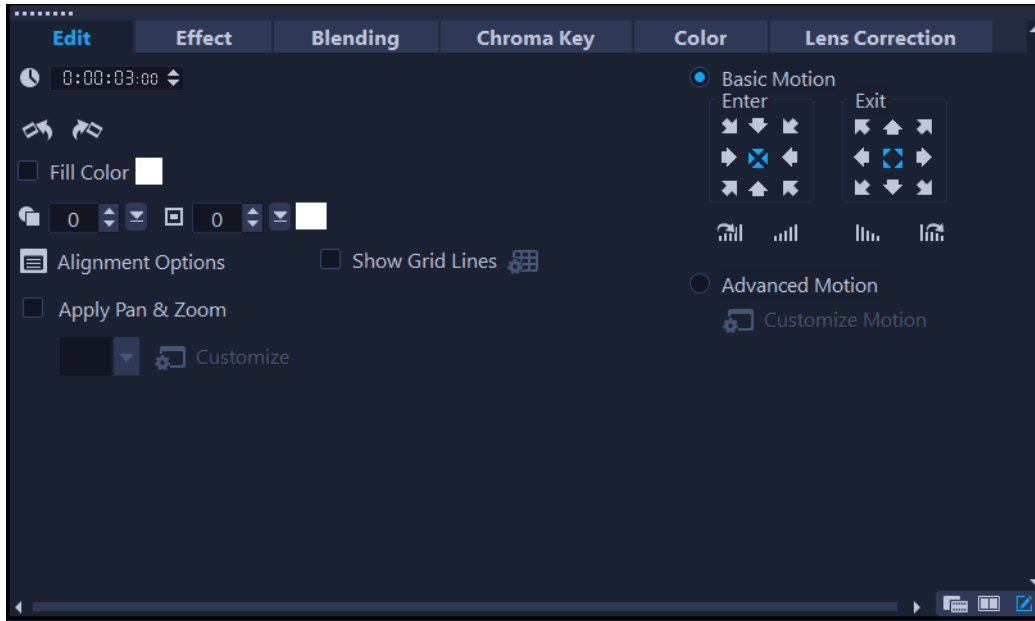 Edit Effect Blending Chroma Key Color Lens Correction
0:00:03:00
Basic Motion
Enter Exit
Fill Color
0 0
Alignment Options Show Grid Lines
Advanced Motion
Apply Pan & Zoom
Customize Motion
Customize